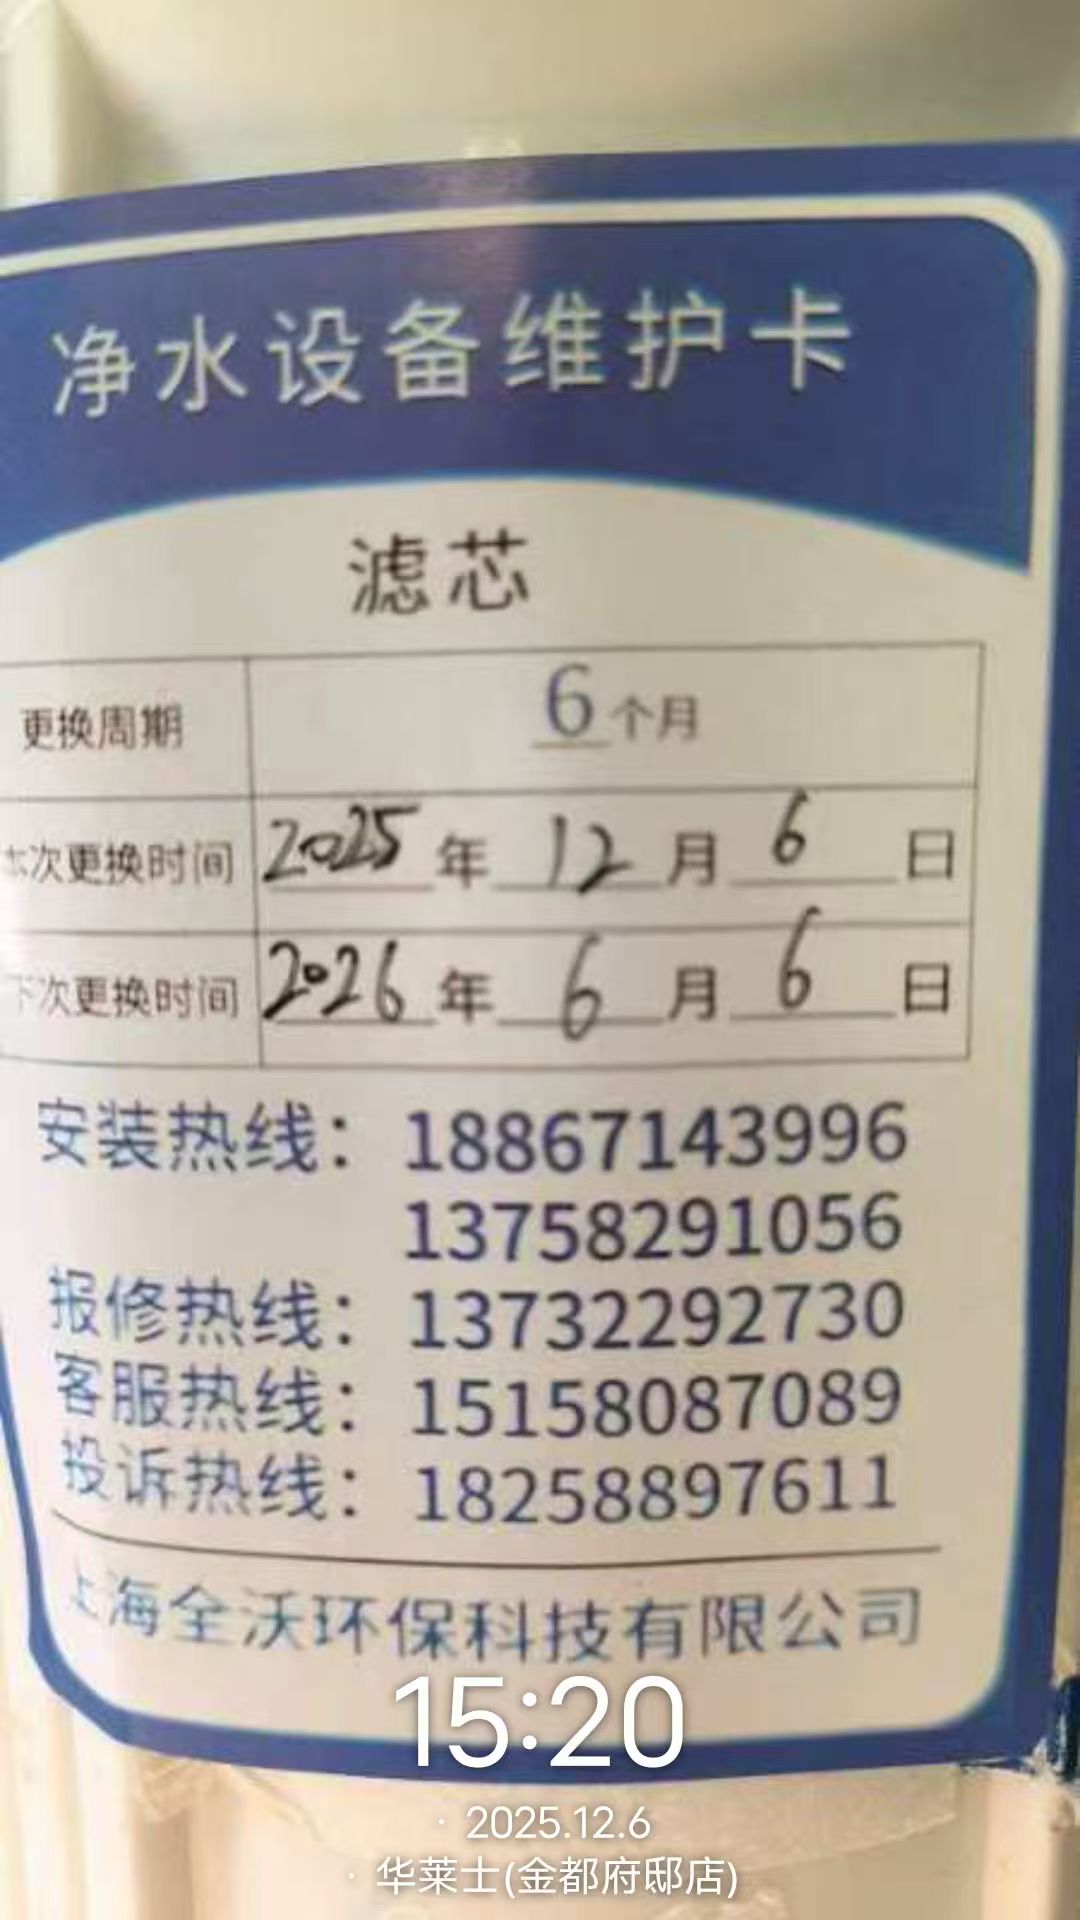 净水设备维护卡
滤芯
更换周期 6个月
本次更换时间 2025年12月6日
下次更换时间 2026年6月6日
安装热线：18867143996
13758291056
报修热线：13732292730
客服热线：15158087089
投诉热线：18258897611
上海全沃环保科技有限公司
15:20
· 2025.12.6
· 华莱士(金都府邸店)